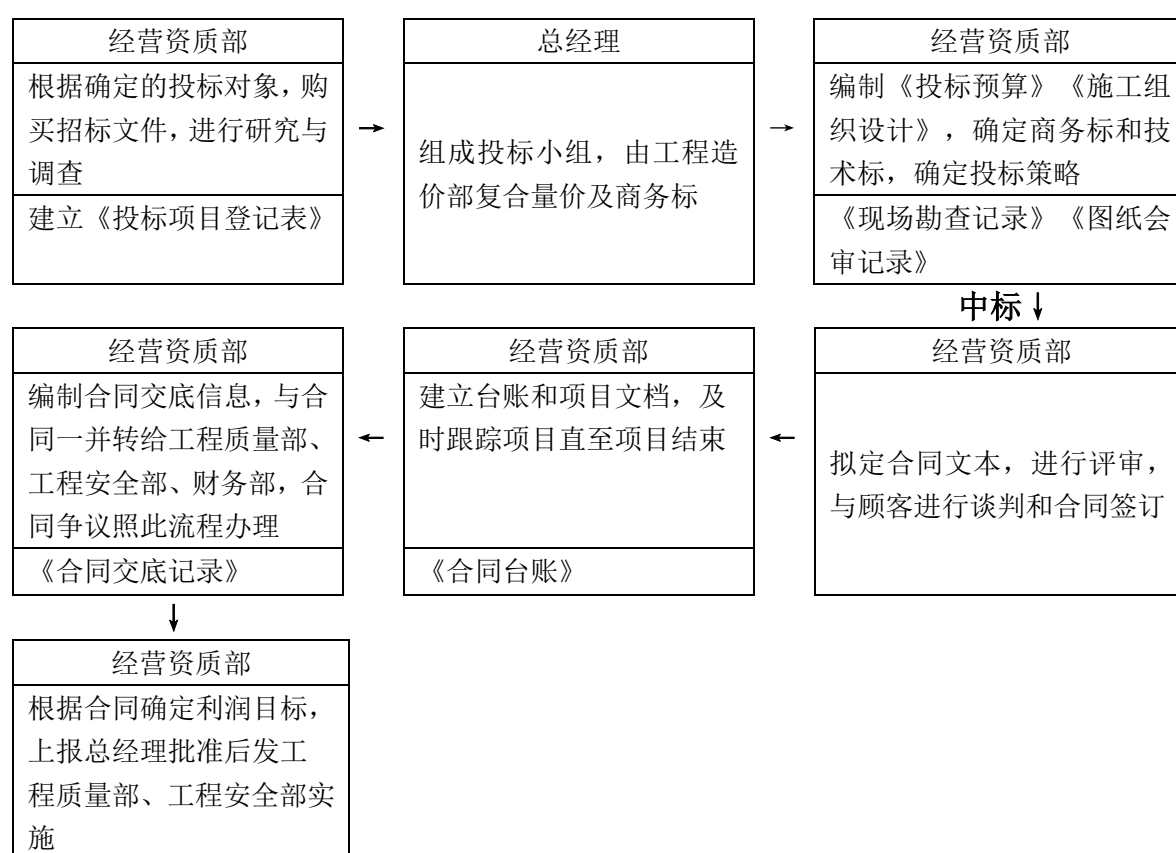 经营资质部
根据确定的投标对象，购
买招标文件，进行研究与
调查
建立《投标项目登记表》
→
总经理
组成投标小组，由工程造
价部复合量价及商务标
→
经营资质部
编制《投标预算》《施工组
织设计》，确定商务标和技
术标，确定投标策略
《现场勘查记录》《图纸会
审记录》
中标↓
经营资质部
拟定合同文本，进行评审，
与顾客进行谈判和合同签订
←
经营资质部
建立台账和项目文档，及
时跟踪项目直至项目结束
《合同台账》
←
经营资质部
编制合同交底信息，与合
同一并转给工程质量部、
工程安全部、财务部，合
同争议照此流程办理
《合同交底记录》
↓
经营资质部
根据合同确定利润目标，
上报总经理批准后发工
程质量部、工程安全部实
施